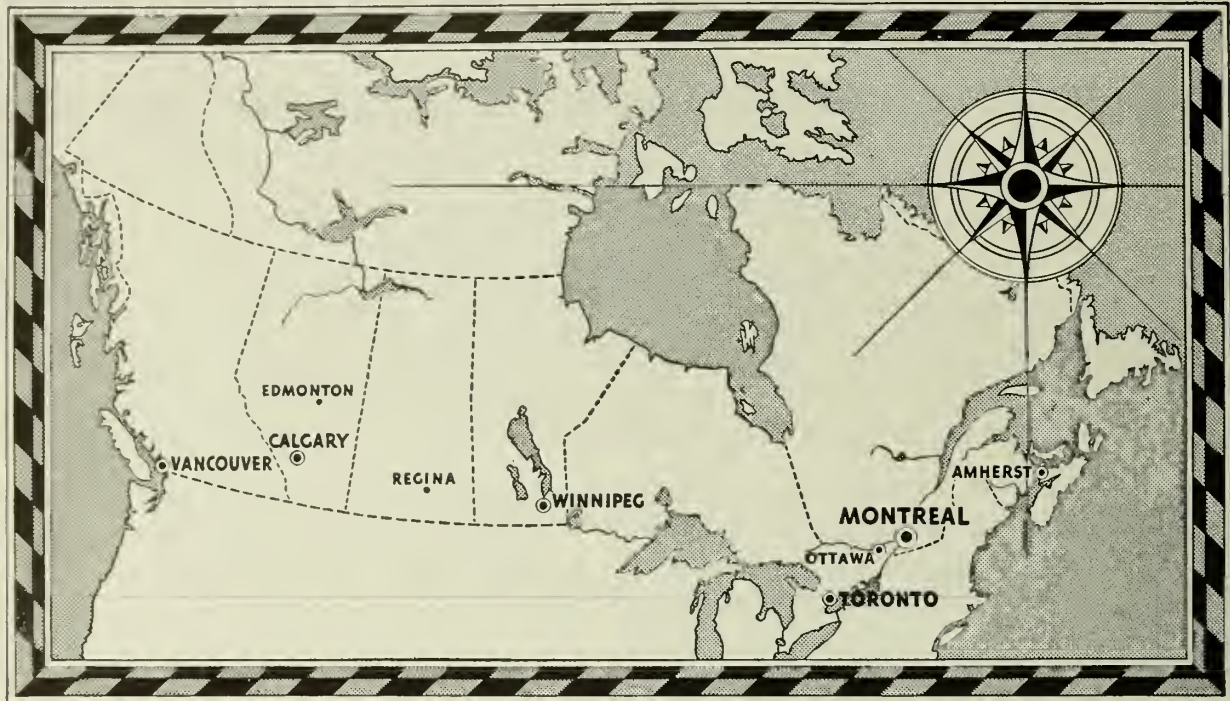 EDMONTON
CALGARY
VANCOUVER
REGINA
WINNIPEG
AMHERST
MONTREAL
OTTAWA
TORONTO